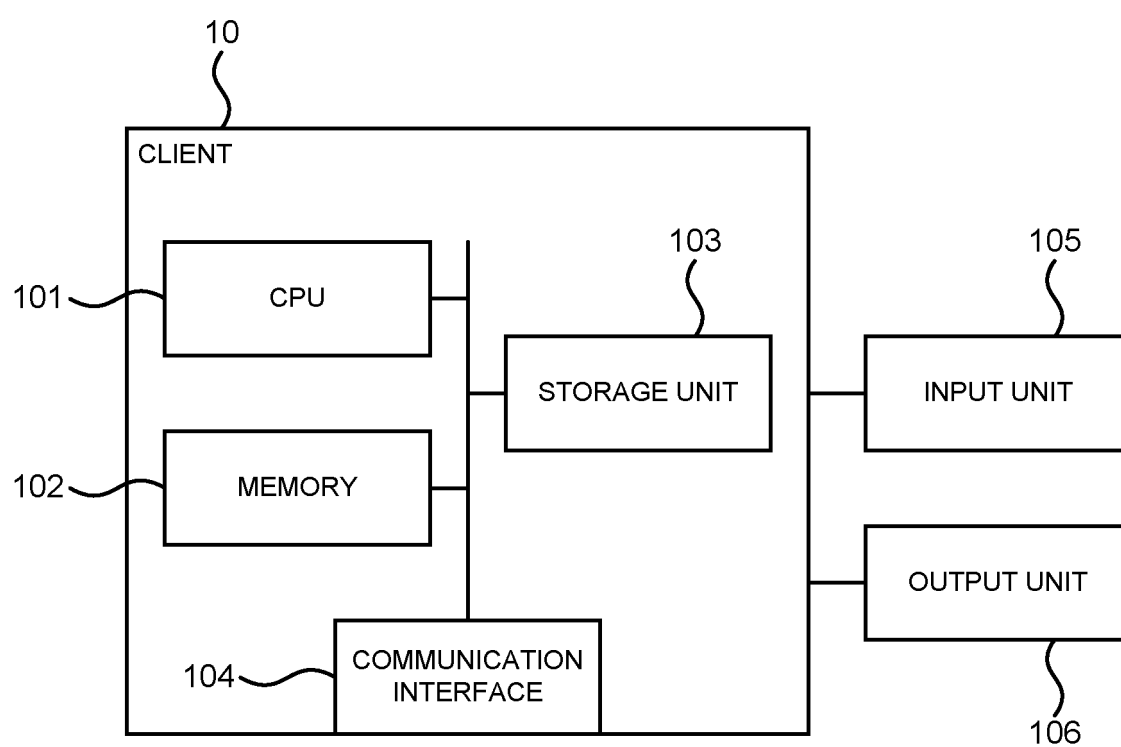 10
CLIENT
101
CPU
103
STORAGE UNIT
105
INPUT UNIT
102
MEMORY
OUTPUT UNIT
106
104
COMMUNICATION
INTERFACE